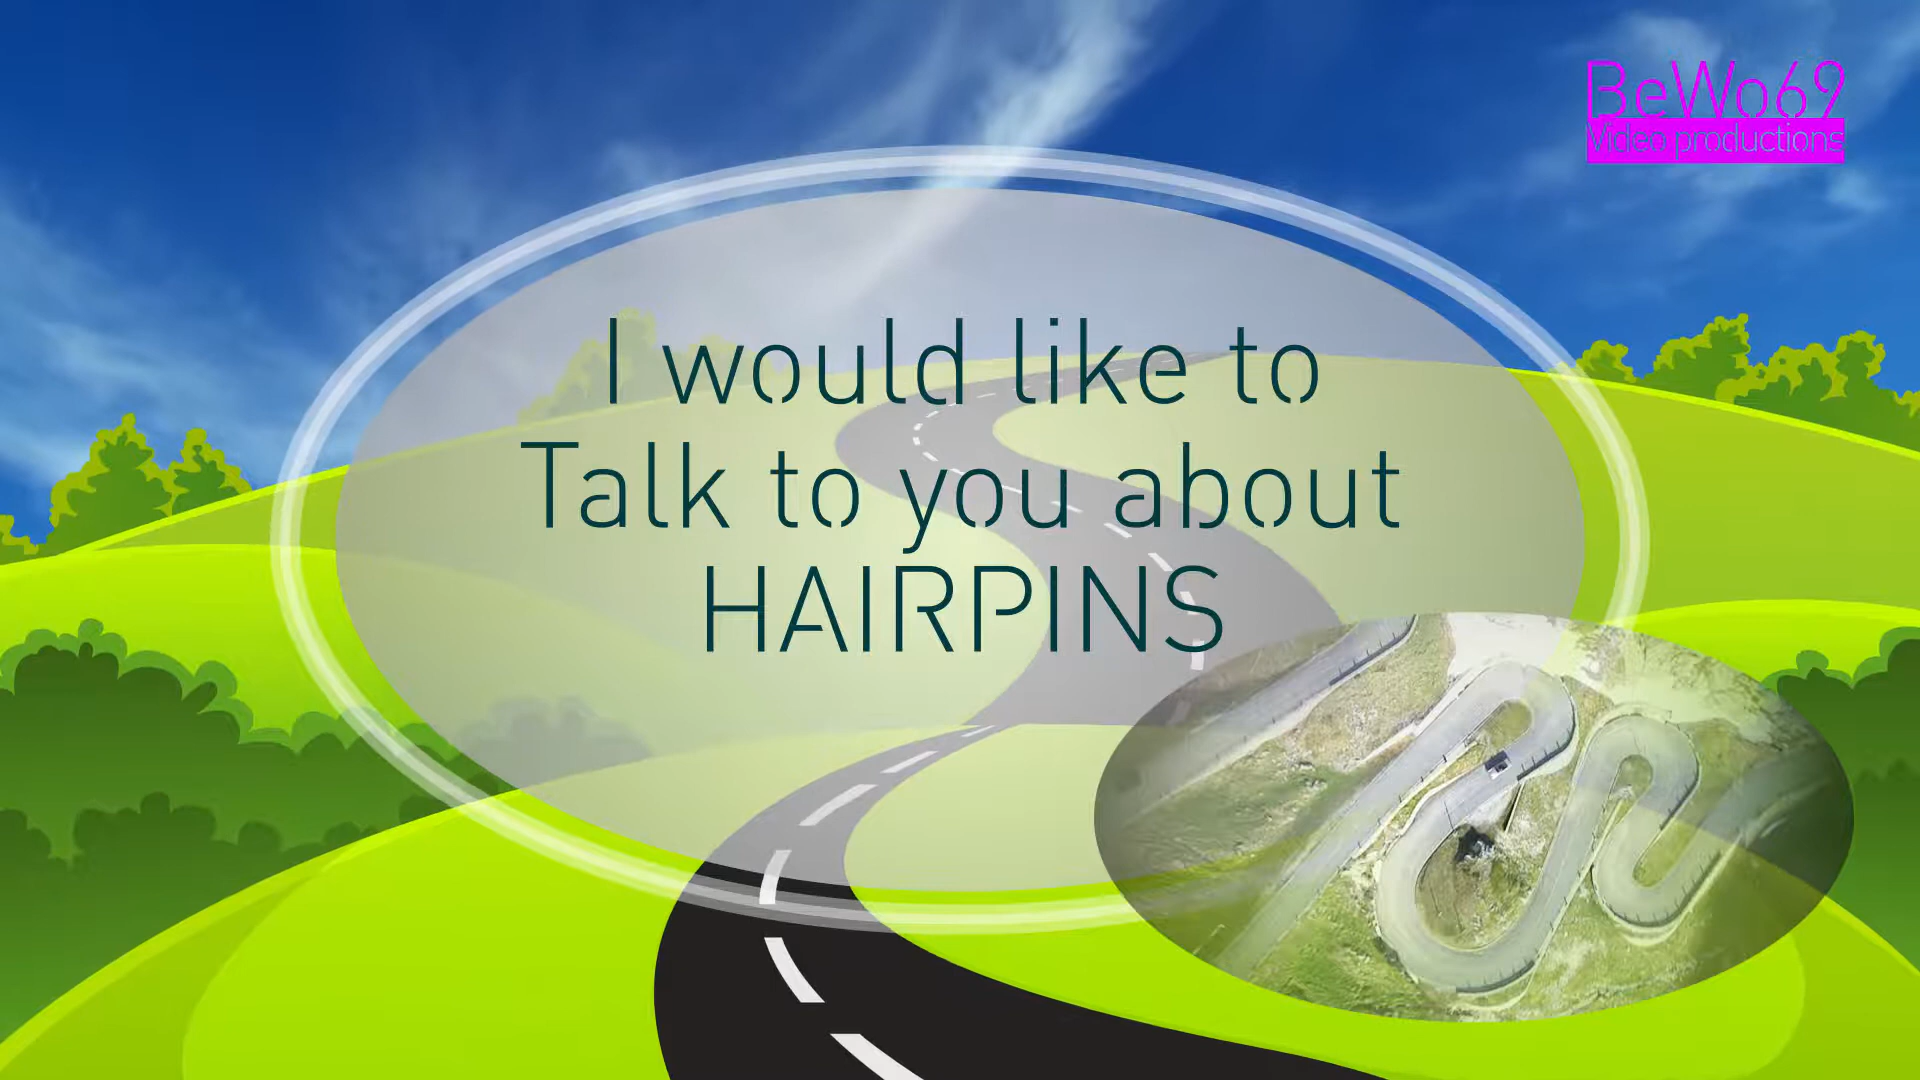 BeWo69
Video productions
I would like to
Talk to you about
HAIRPINS